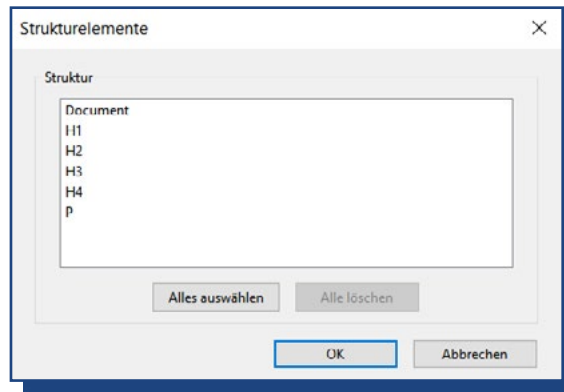 Strukturelemente
Struktur
Document
H1
H2
H3
H4
P
Alles auswählen Alle löschen
OK Abbrechen